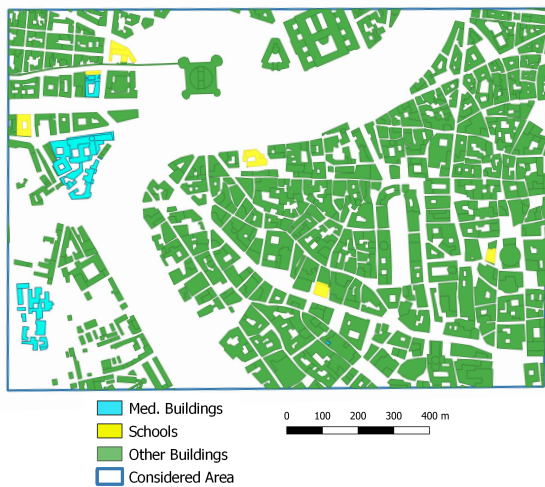 Med. Buildings
Schools
Other Buildings
Considered Area
0 100 200 300 400 m